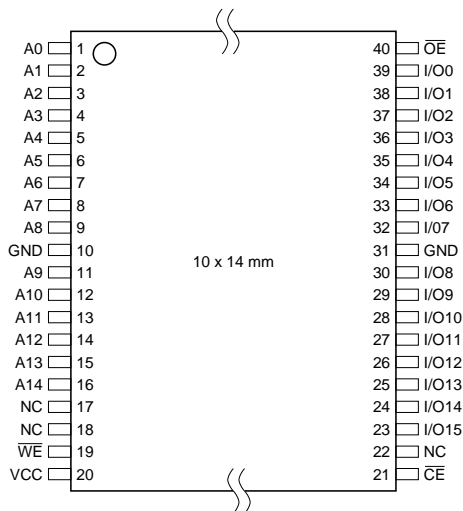 A0 1 40 O̅E̅
A1 2 39 I/O0
A2 3 38 I/O1
A3 4 37 I/O2
A4 5 36 I/O3
A5 6 35 I/O4
A6 7 34 I/O5
A7 8 33 I/O6
A8 9 32 I/07
GND 10 31 GND
10 x 14 mm
A9 11 30 I/O8
A10 12 29 I/O9
A11 13 28 I/O10
A12 14 27 I/O11
A13 15 26 I/O12
A14 16 25 I/O13
NC 17 24 I/O14
NC 18 23 I/O15
W̅E̅ 19 22 NC
VCC 20 21 C̅E̅